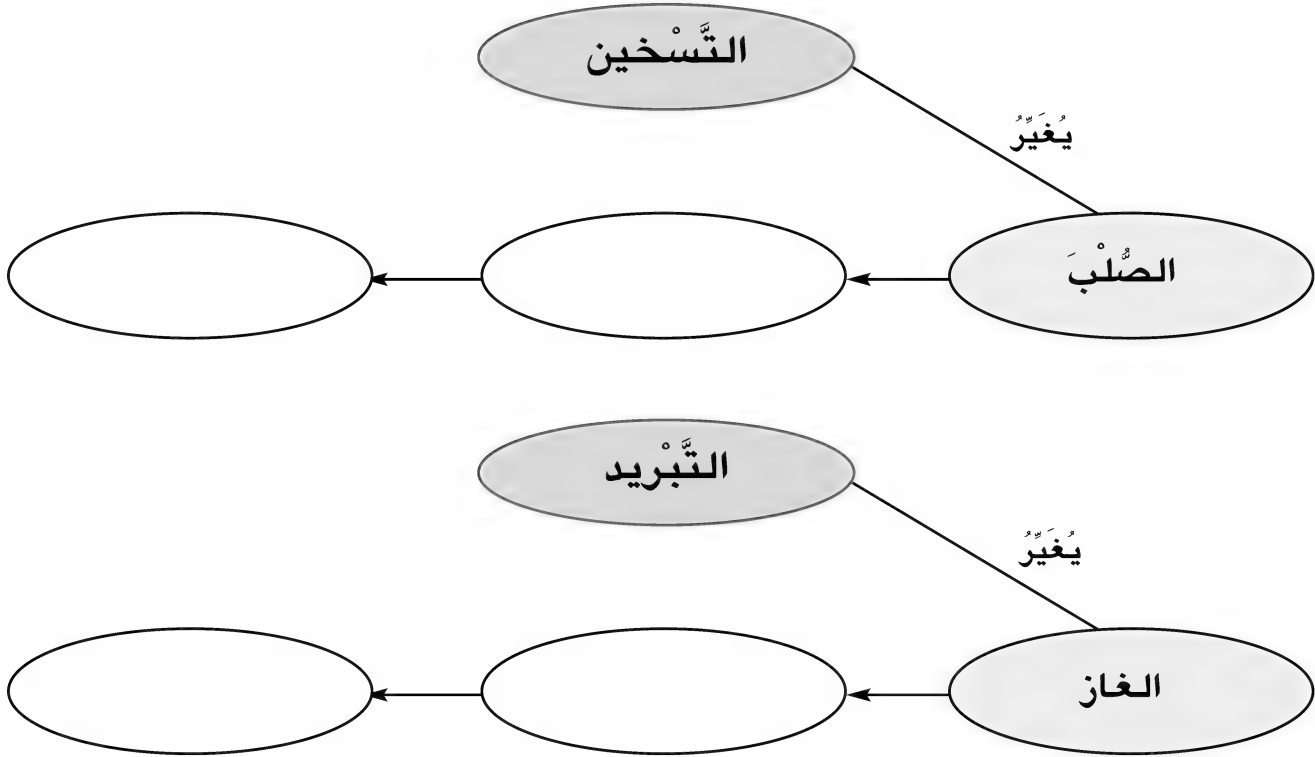 التَّسْخين
يُغَيِّرُ
الصُّلْبَ
التَّبْريد
يُغَيِّرُ
الغاز